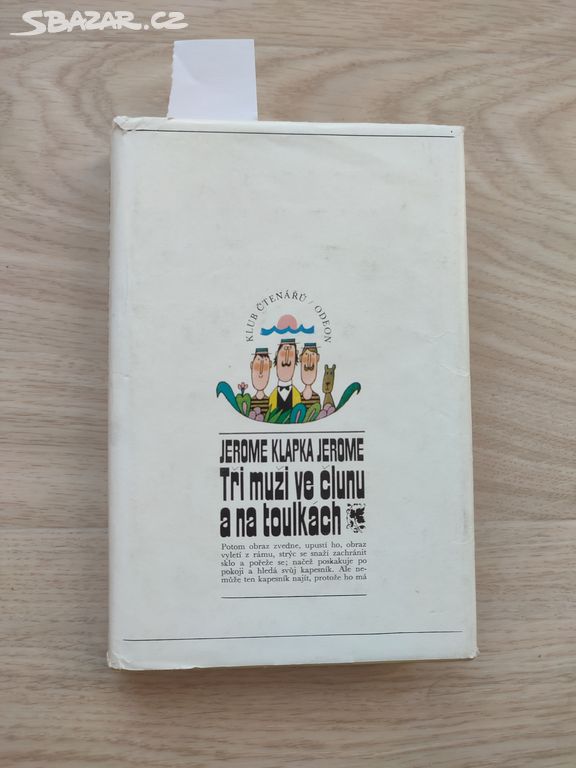 SBAZAR.CZ
KLUB ČTENÁŘŮ / ODEON
JEROME KLAPKA JEROME
Tři muži ve člunu
a na toulkách
Potom obraz zvedne, upustí ho, obraz
vyletí z rámu, strýc se snaží zachránit
sklo a pořeže se; načež poskakuje po
pokoji a hledá svůj kapesník. Ale ne-
může ten kapesník najít, protože ho má